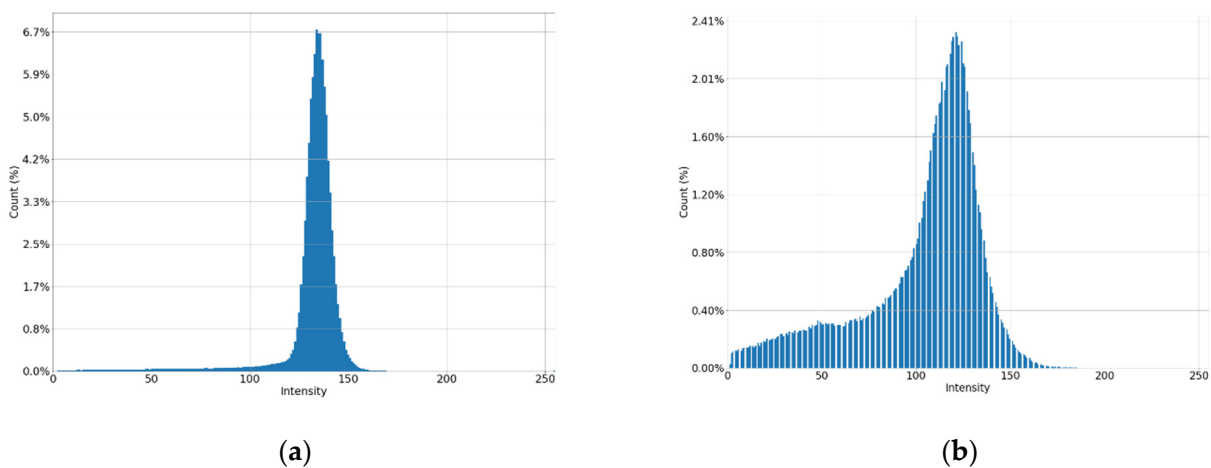 6.7%
5.9%
5.0%
4.2%
3.3%
2.5%
1.7%
0.8%
0.0%
Count (%)
0 50 100 150 200 250
Intensity
(a)
2.41%
2.01%
1.60%
1.20%
0.80%
0.40%
0.00%
Count (%)
0 50 100 150 200 250
Intensity
(b)